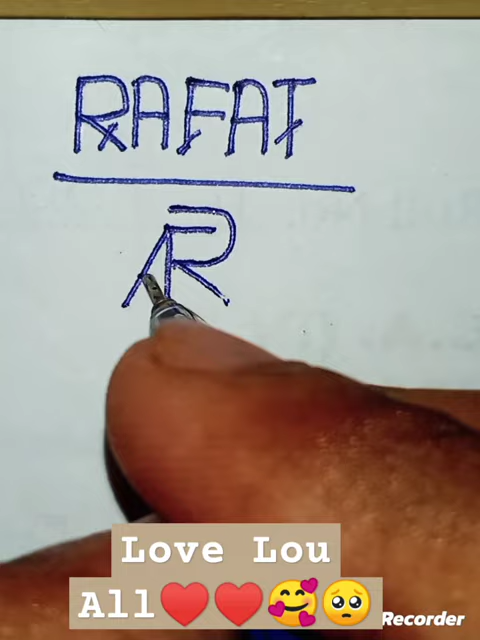 RAFAT
R
Love Lou
All♥️♥️🥰🥺
Recorder